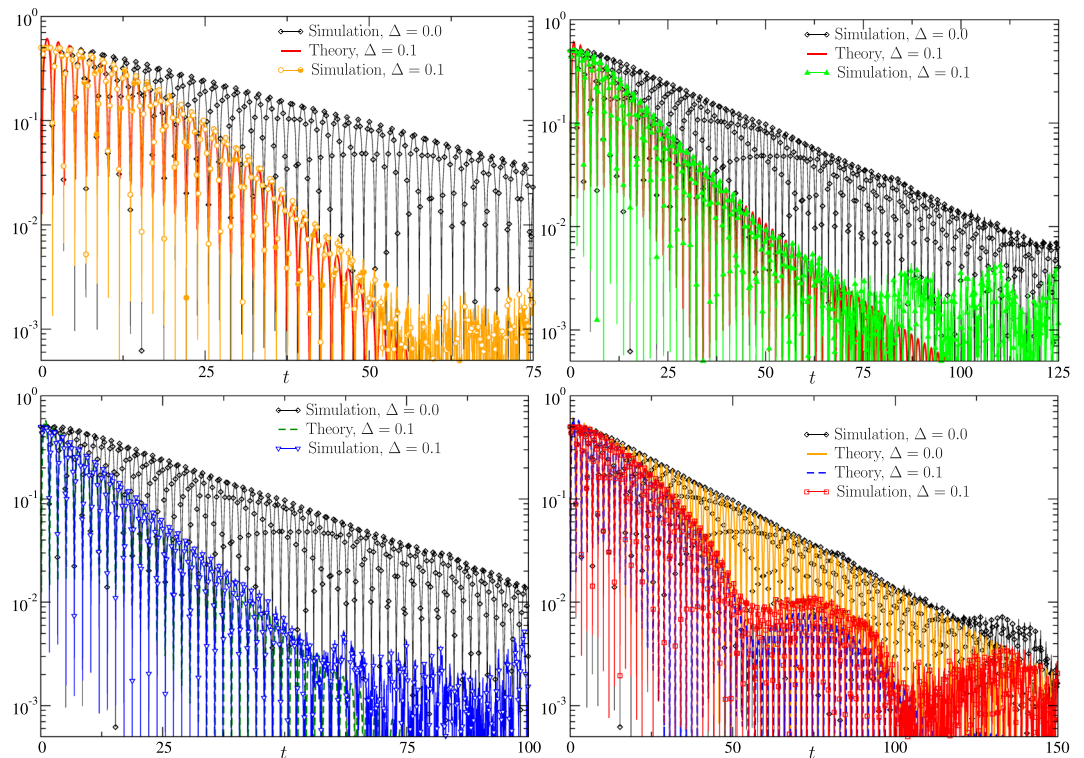 10^0
10^-1
10^-2
10^-3
0
25
50
75
t
Simulation, Δ = 0.0
Theory, Δ = 0.1
Simulation, Δ = 0.1
10^0
10^-1
10^-2
10^-3
0
25
50
75
100
125
t
Simulation, Δ = 0.0
Theory, Δ = 0.1
Simulation, Δ = 0.1
10^0
10^-1
10^-2
10^-3
0
25
50
75
100
t
Simulation, Δ = 0.0
Theory, Δ = 0.1
Simulation, Δ = 0.1
10^0
10^-1
10^-2
10^-3
0
50
100
150
t
Simulation, Δ = 0.0
Theory, Δ = 0.0
Theory, Δ = 0.1
Simulation, Δ = 0.1